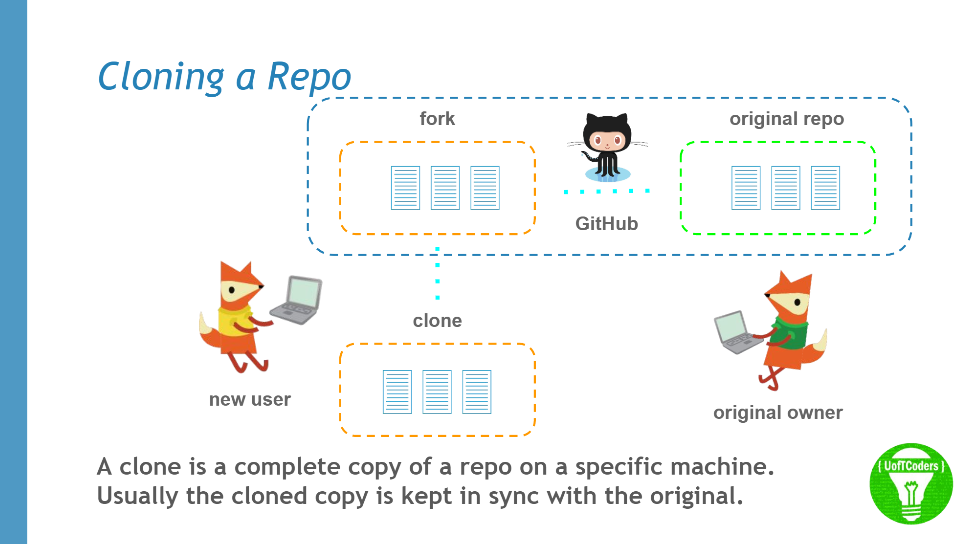 Cloning a Repo
fork
original repo
GitHub
clone
new user
original owner
A clone is a complete copy of a repo on a specific machine.
Usually the cloned copy is kept in sync with the original.
{ UofTCoders }